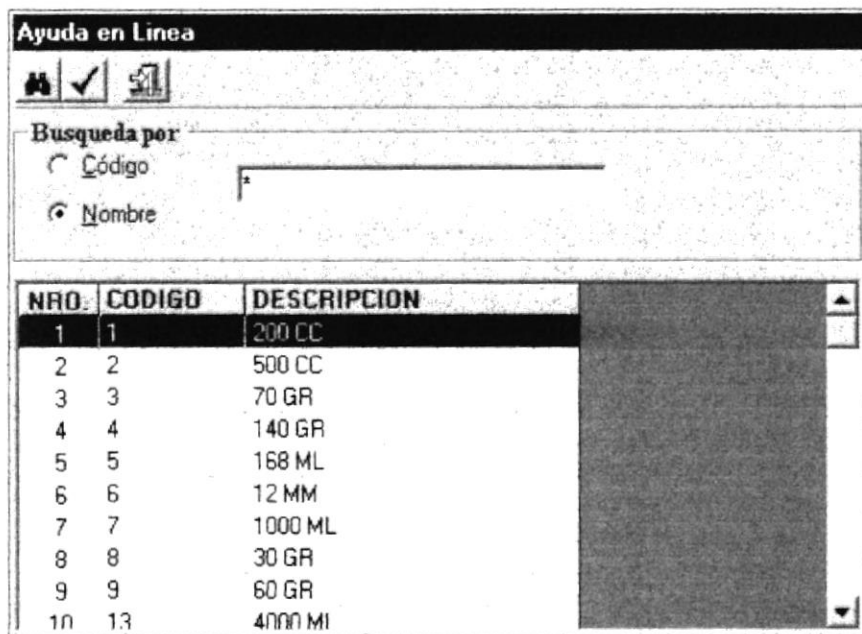 Ayuda en Linea
Busqueda por
Código
*
Nombre
NRO. CODIGO DESCRIPCION
1 1 200 CC
2 2 500 CC
3 3 70 GR
4 4 140 GR
5 5 168 ML
6 6 12 MM
7 7 1000 ML
8 8 30 GR
9 9 60 GR
10 13 4000 ML